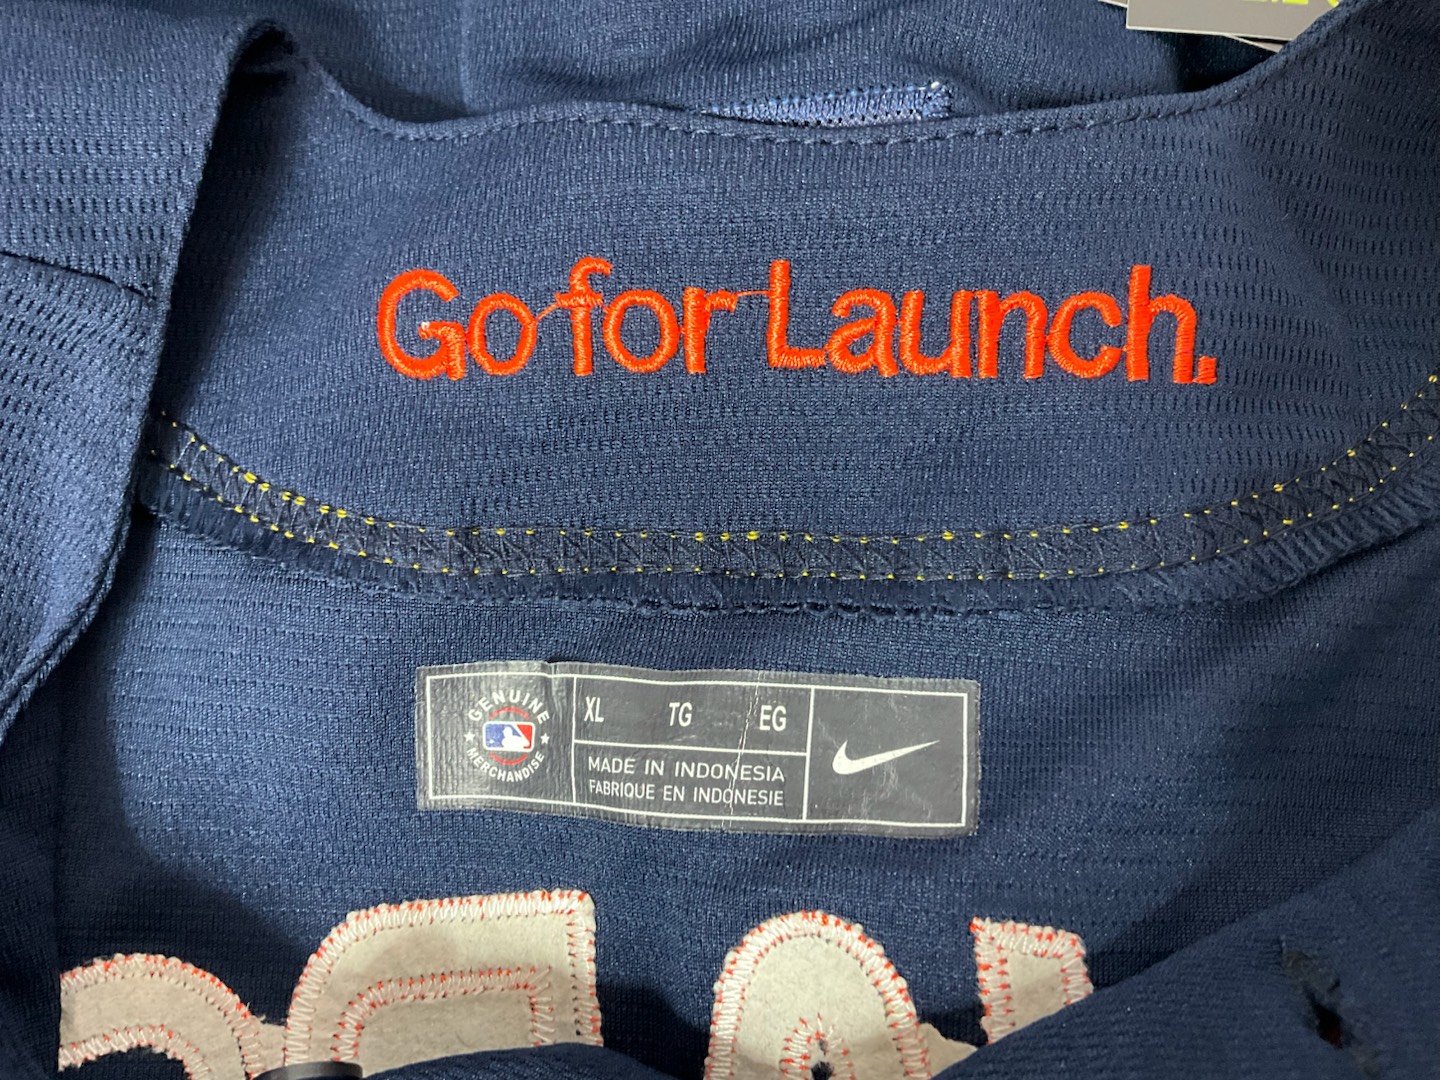 Go for Launch.
GENUINE
MERCHANDISE
XL TG EG
MADE IN INDONESIA
FABRIQUE EN INDONESIE